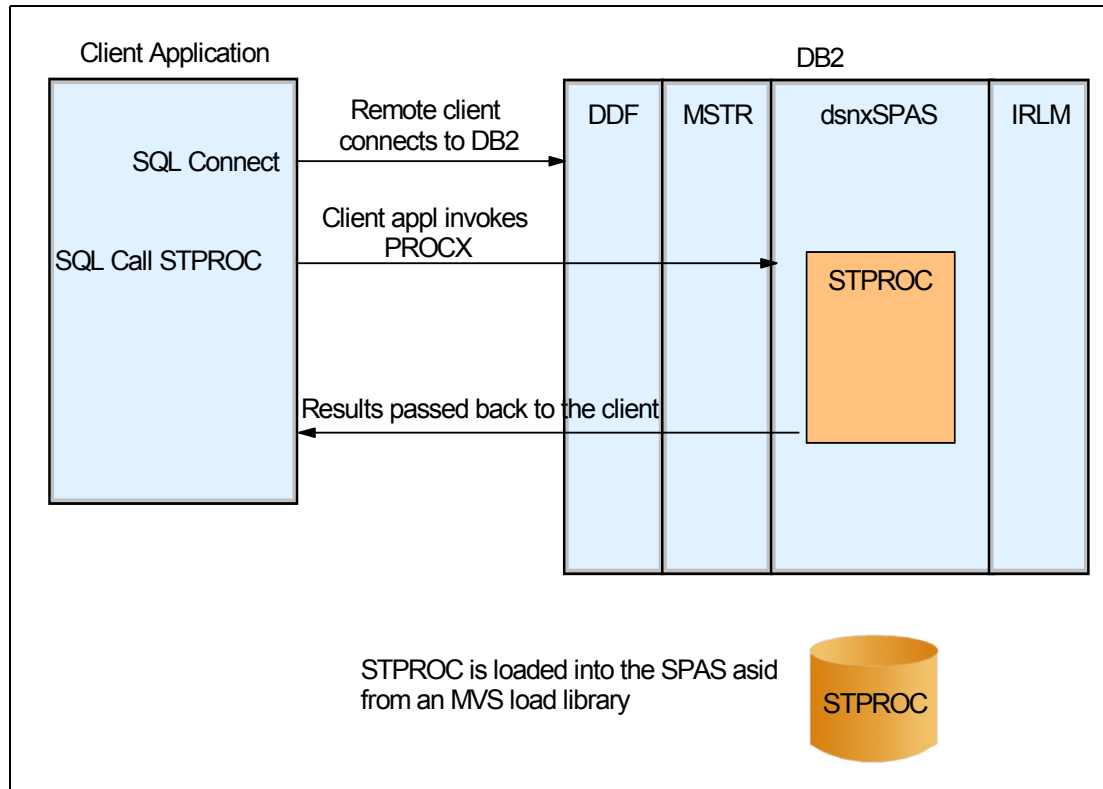 Client Application
DB2
DDF
MSTR
dsnxSPAS
IRLM
Remote client
connects to DB2
SQL Connect
Client appl invokes
PROCX
SQL Call STPROC
STPROC
Results passed back to the client
STPROC is loaded into the SPAS asid
from an MVS load library
STPROC